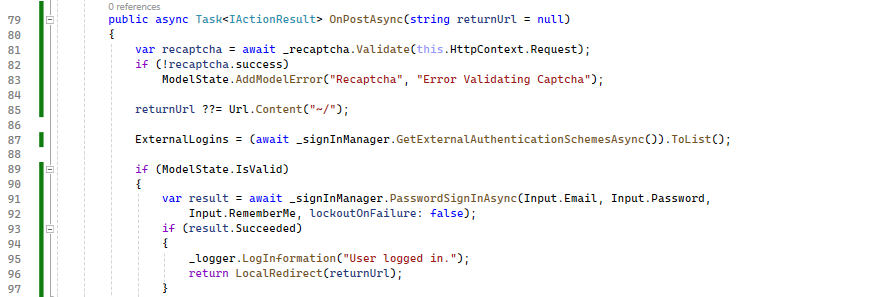 0 references
79 public async Task<IActionResult> OnPostAsync(string returnUrl = null)
80 {
81 var recaptcha = await _recaptcha.Validate(this.HttpContext.Request);
82 if (!recaptcha.success)
83 ModelState.AddModelError("Recaptcha", "Error Validating Captcha");
84
85 returnUrl ??= Url.Content("~/");
86
87 ExternalLogins = (await _signInManager.GetExternalAuthenticationSchemesAsync()).ToList();
88
89 if (ModelState.IsValid)
90 {
91 var result = await _signInManager.PasswordSignInAsync(Input.Email, Input.Password,
92 Input.RememberMe, lockoutOnFailure: false);
93 if (result.Succeeded)
94 {
95 _logger.LogInformation("User logged in.");
96 return LocalRedirect(returnUrl);
97 }